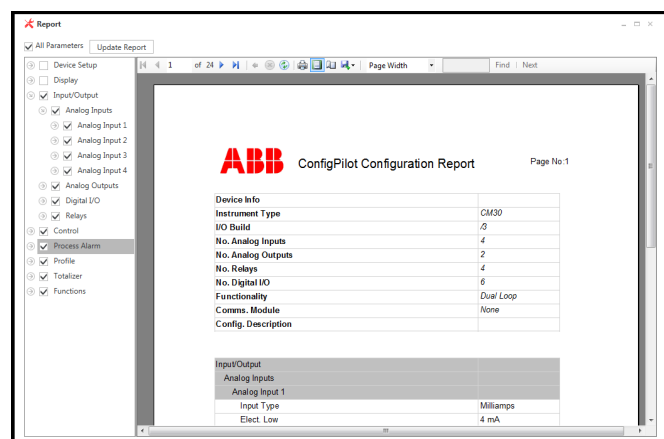 Report
All Parameters Update Report
Device Setup
Display
Input/Output
Analog Inputs
Analog Input 1
Analog Input 2
Analog Input 3
Analog Input 4
Analog Outputs
Digital I/O
Relays
Control
Process Alarm
Profile
Totalizer
Functions
1 of 24 Page Width Find | Next
ABB ConfigPilot Configuration Report Page No:1
Device Info
Instrument Type CM30
I/O Build /3
No. Analog Inputs 4
No. Analog Outputs 2
No. Relays 4
No. Digital I/O 6
Functionality Dual Loop
Comms. Module None
Config. Description
Input/Output
Analog Inputs
Analog Input 1
Input Type Milliamps
Elect. Low 4 mA